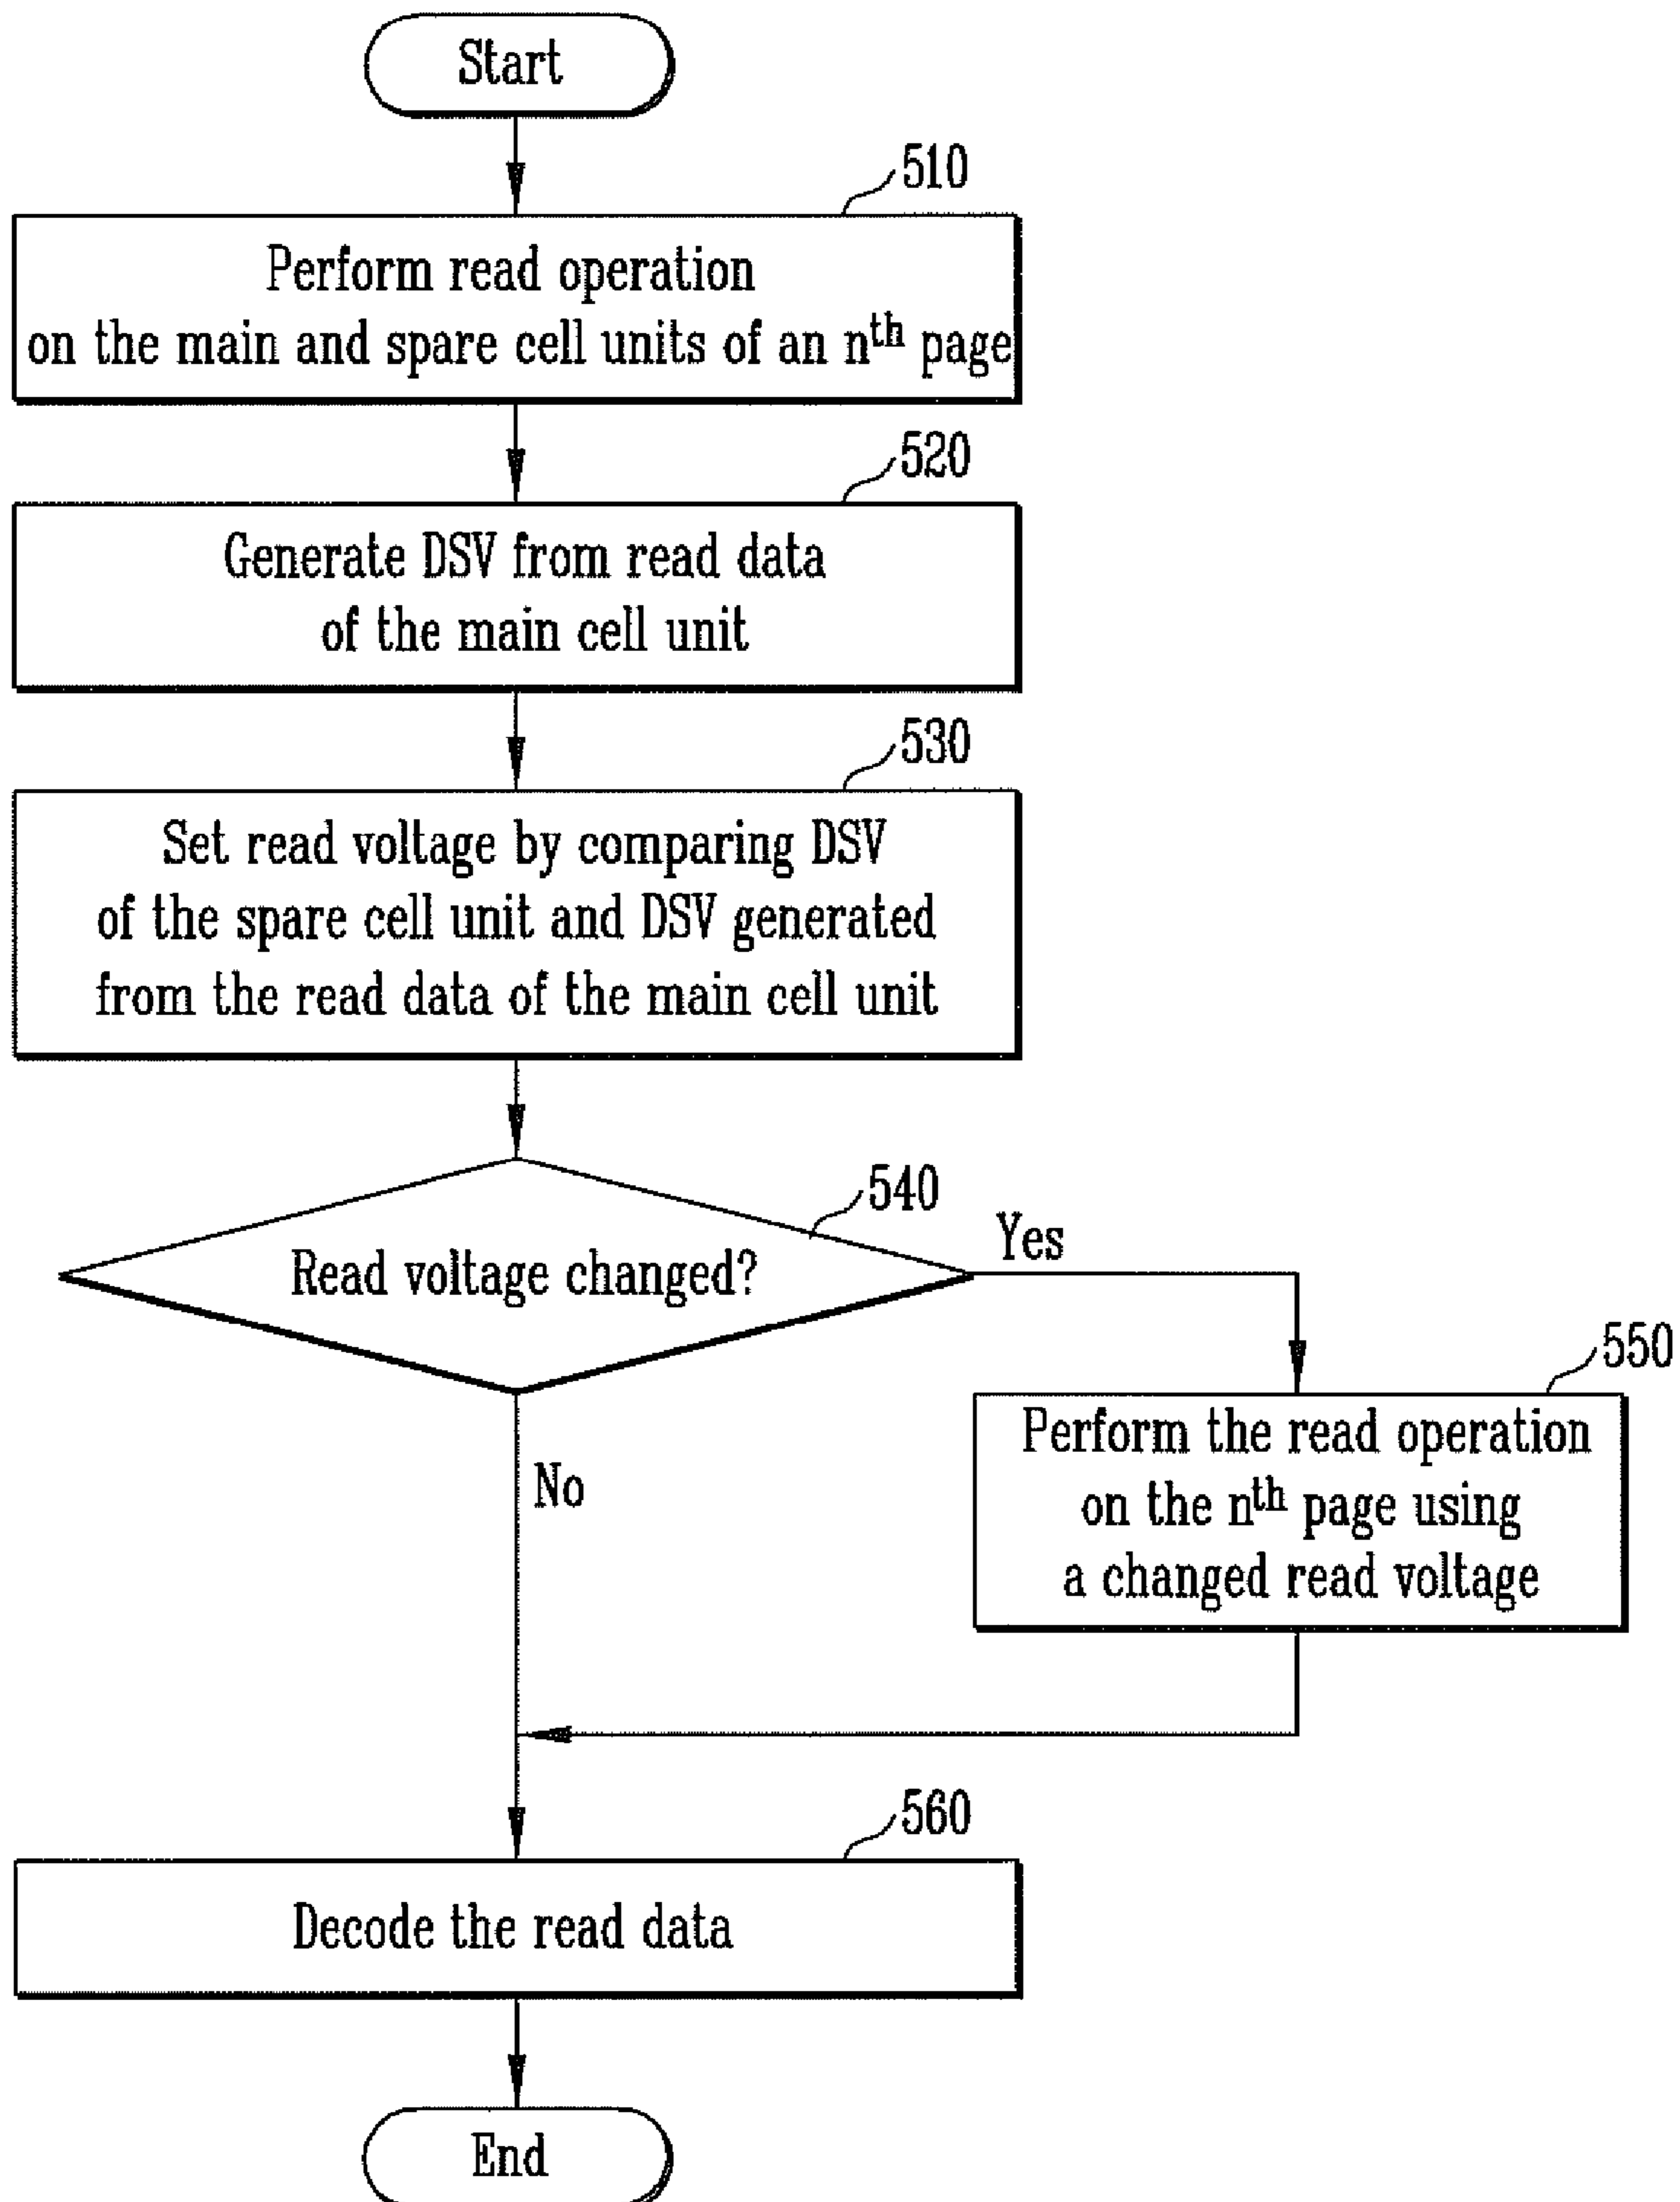 Start
510
Perform read operation
on the main and spare cell units of an nth page
520
Generate DSV from read data
of the main cell unit
530
Set read voltage by comparing DSV
of the spare cell unit and DSV generated
from the read data of the main cell unit
540
Read voltage changed?
Yes
550
Perform the read operation
on the nth page using
a changed read voltage
No
560
Decode the read data
End